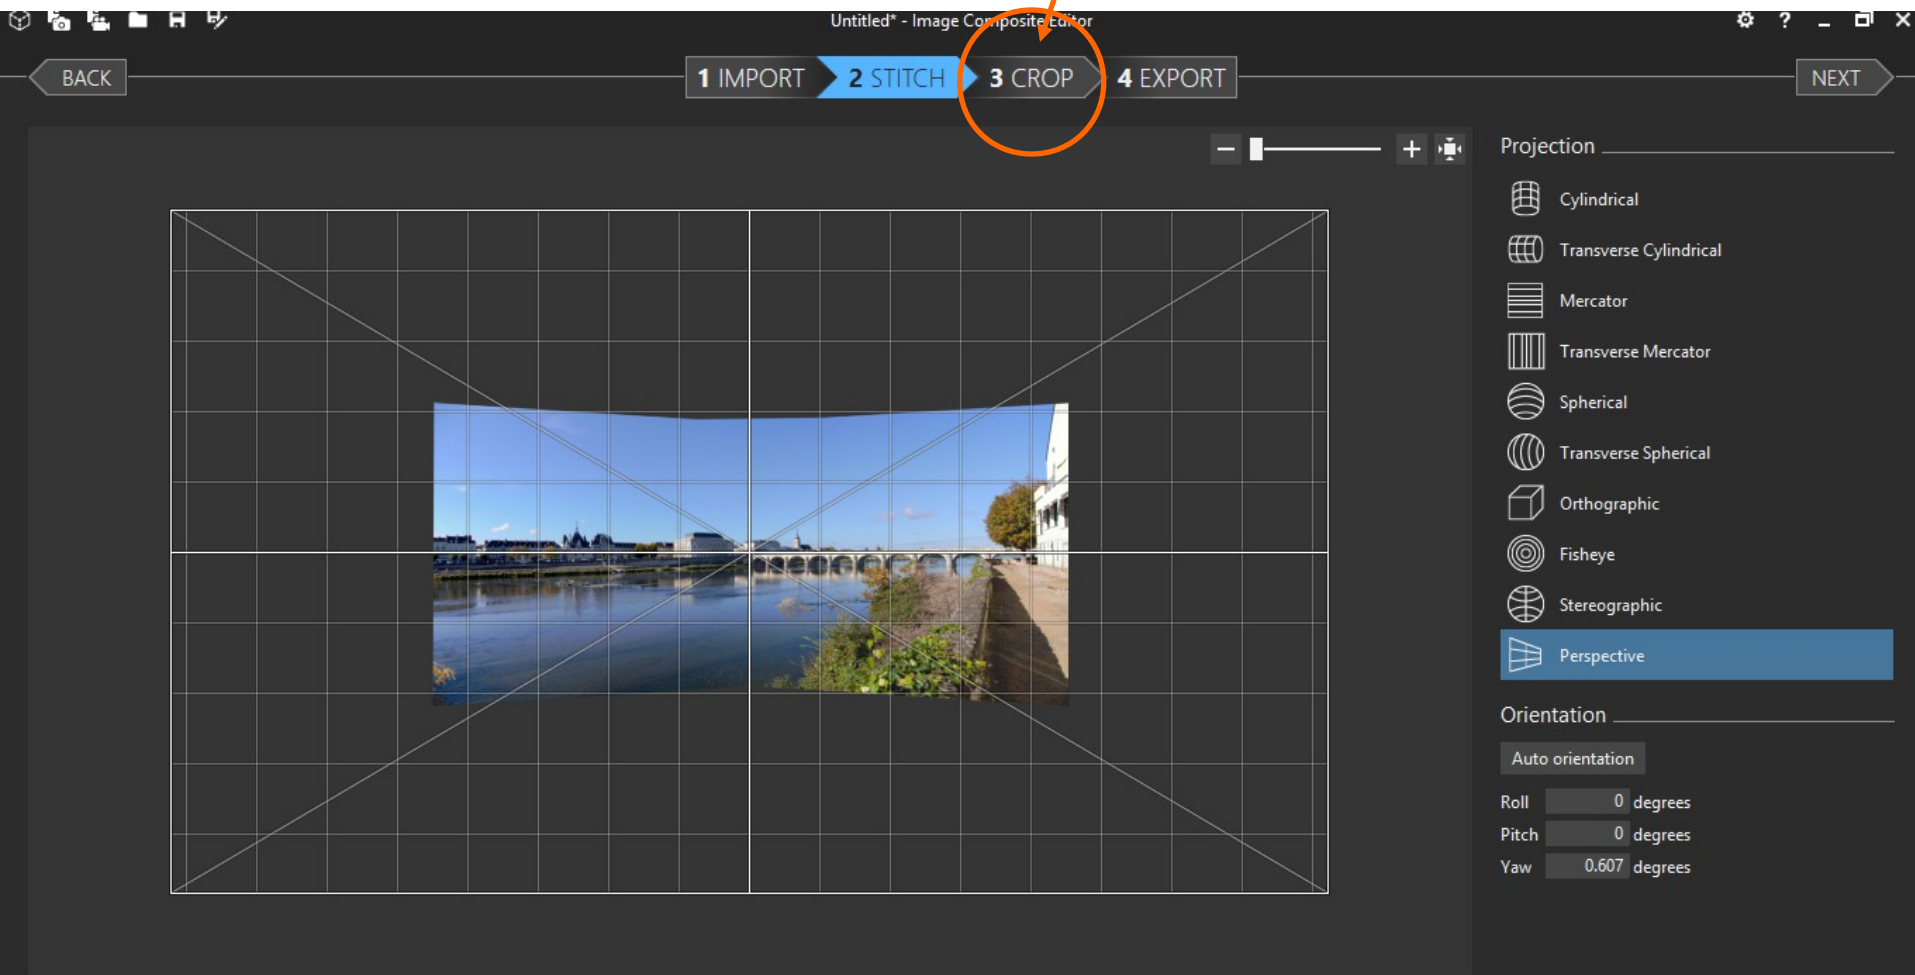 Untitled* - Image Composite Editor
?
BACK
1 IMPORT
2 STITCH
3 CROP
4 EXPORT
NEXT
Projection
Cylindrical
Transverse Cylindrical
Mercator
Transverse Mercator
Spherical
Transverse Spherical
Orthographic
Fisheye
Stereographic
Perspective
Orientation
Auto orientation
Roll 0 degrees
Pitch 0 degrees
Yaw 0.607 degrees